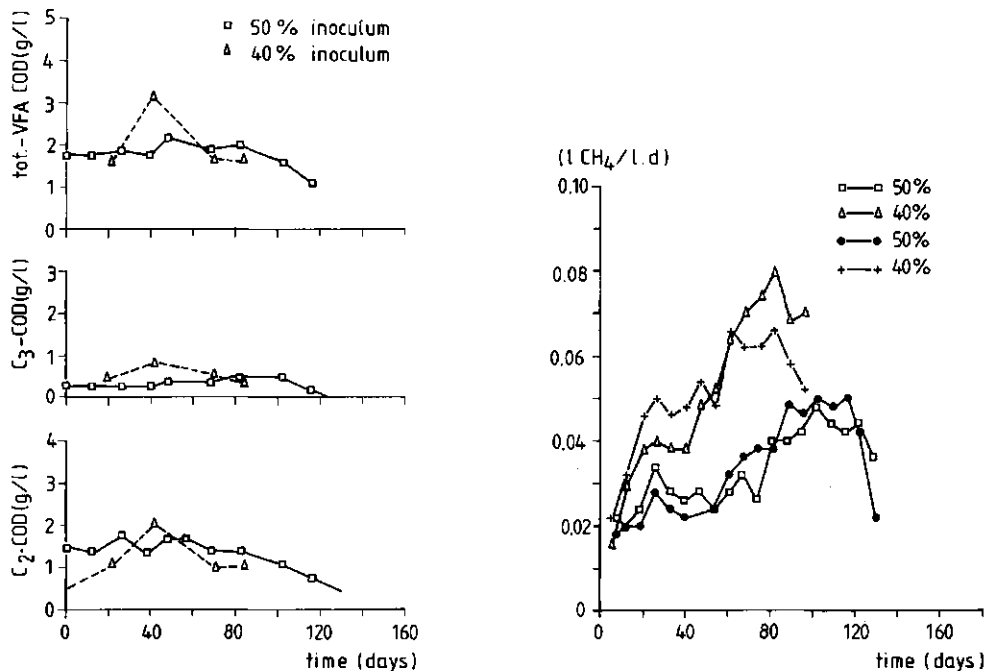 tot.-VFA COD(g/l)
5
4
3
2
1
0
50% inoculum
40% inoculum
C3-COD(g/l)
3
2
1
0
C2-COD(g/l)
4
3
2
1
0
0 40 80 120 160
time (days)
(l CH4/l.d)
0.10
0.08
0.06
0.04
0.02
0
50%
40%
50%
40%
0 40 80 120 160
time (days)